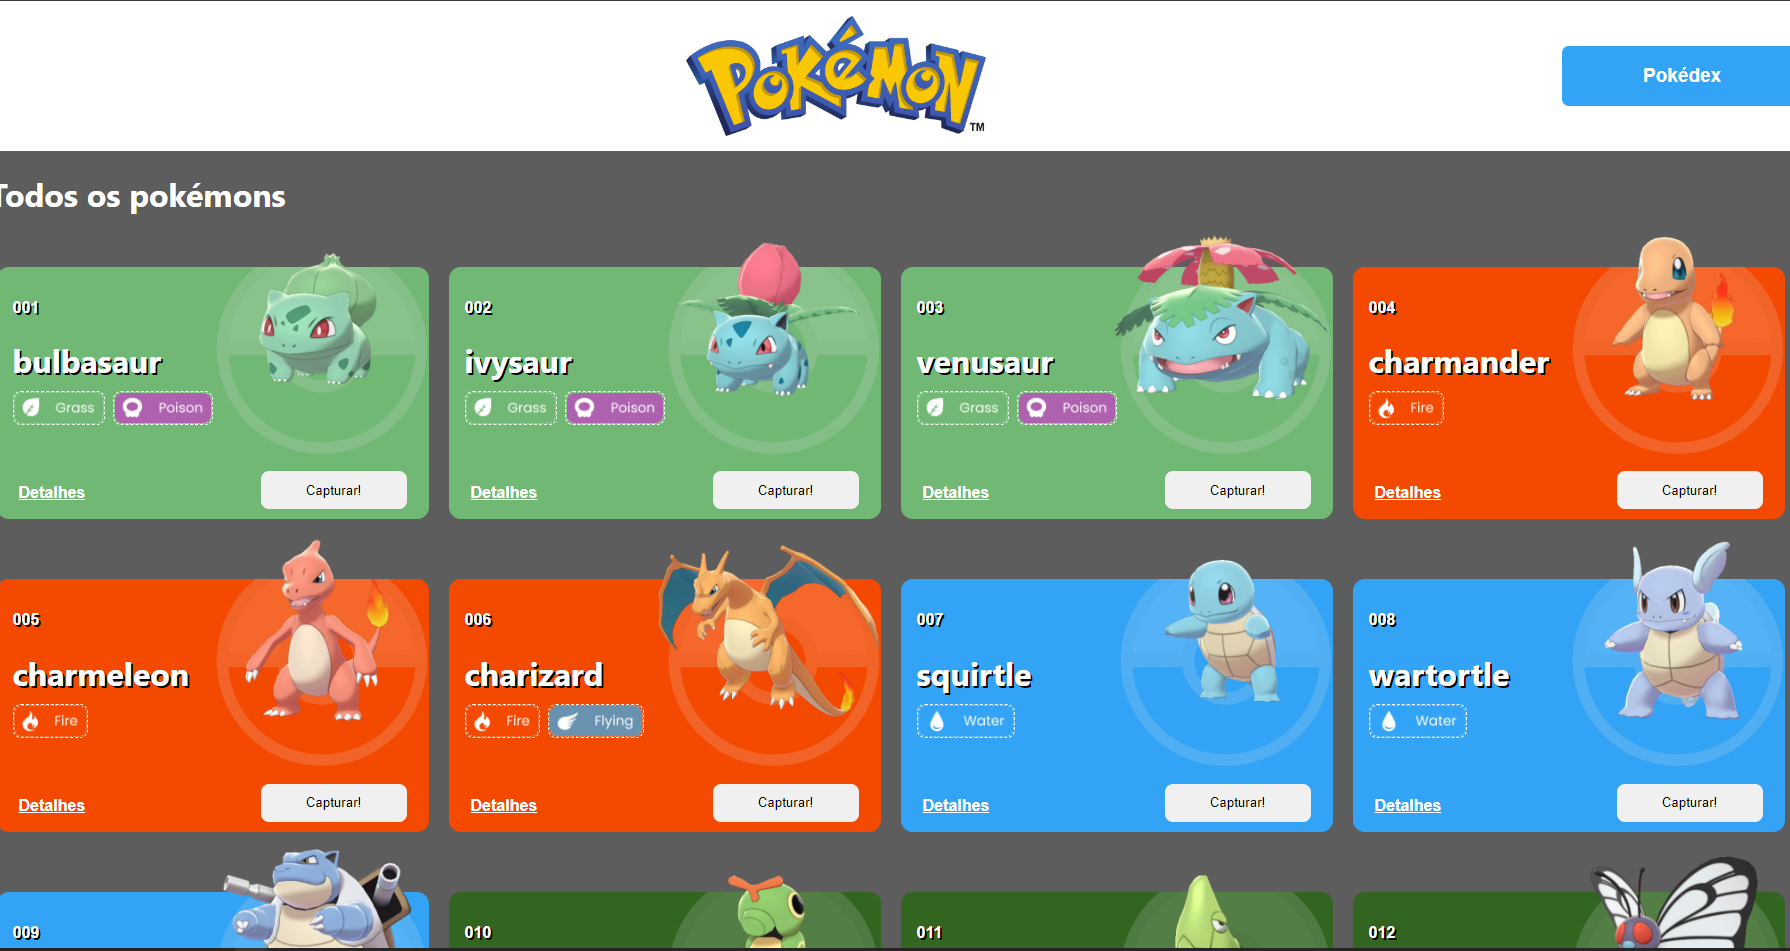 POKéMON
TM
Pokédex
Todos os pokémons
001
bulbasaur
Grass Poison
Detalhes Capturar!
002
ivysaur
Grass Poison
Detalhes Capturar!
003
venusaur
Grass Poison
Detalhes Capturar!
004
charmander
Fire
Detalhes Capturar!
005
charmeleon
Fire
Detalhes Capturar!
006
charizard
Fire Flying
Detalhes Capturar!
007
squirtle
Water
Detalhes Capturar!
008
wartortle
Water
Detalhes Capturar!
009
010
011
012